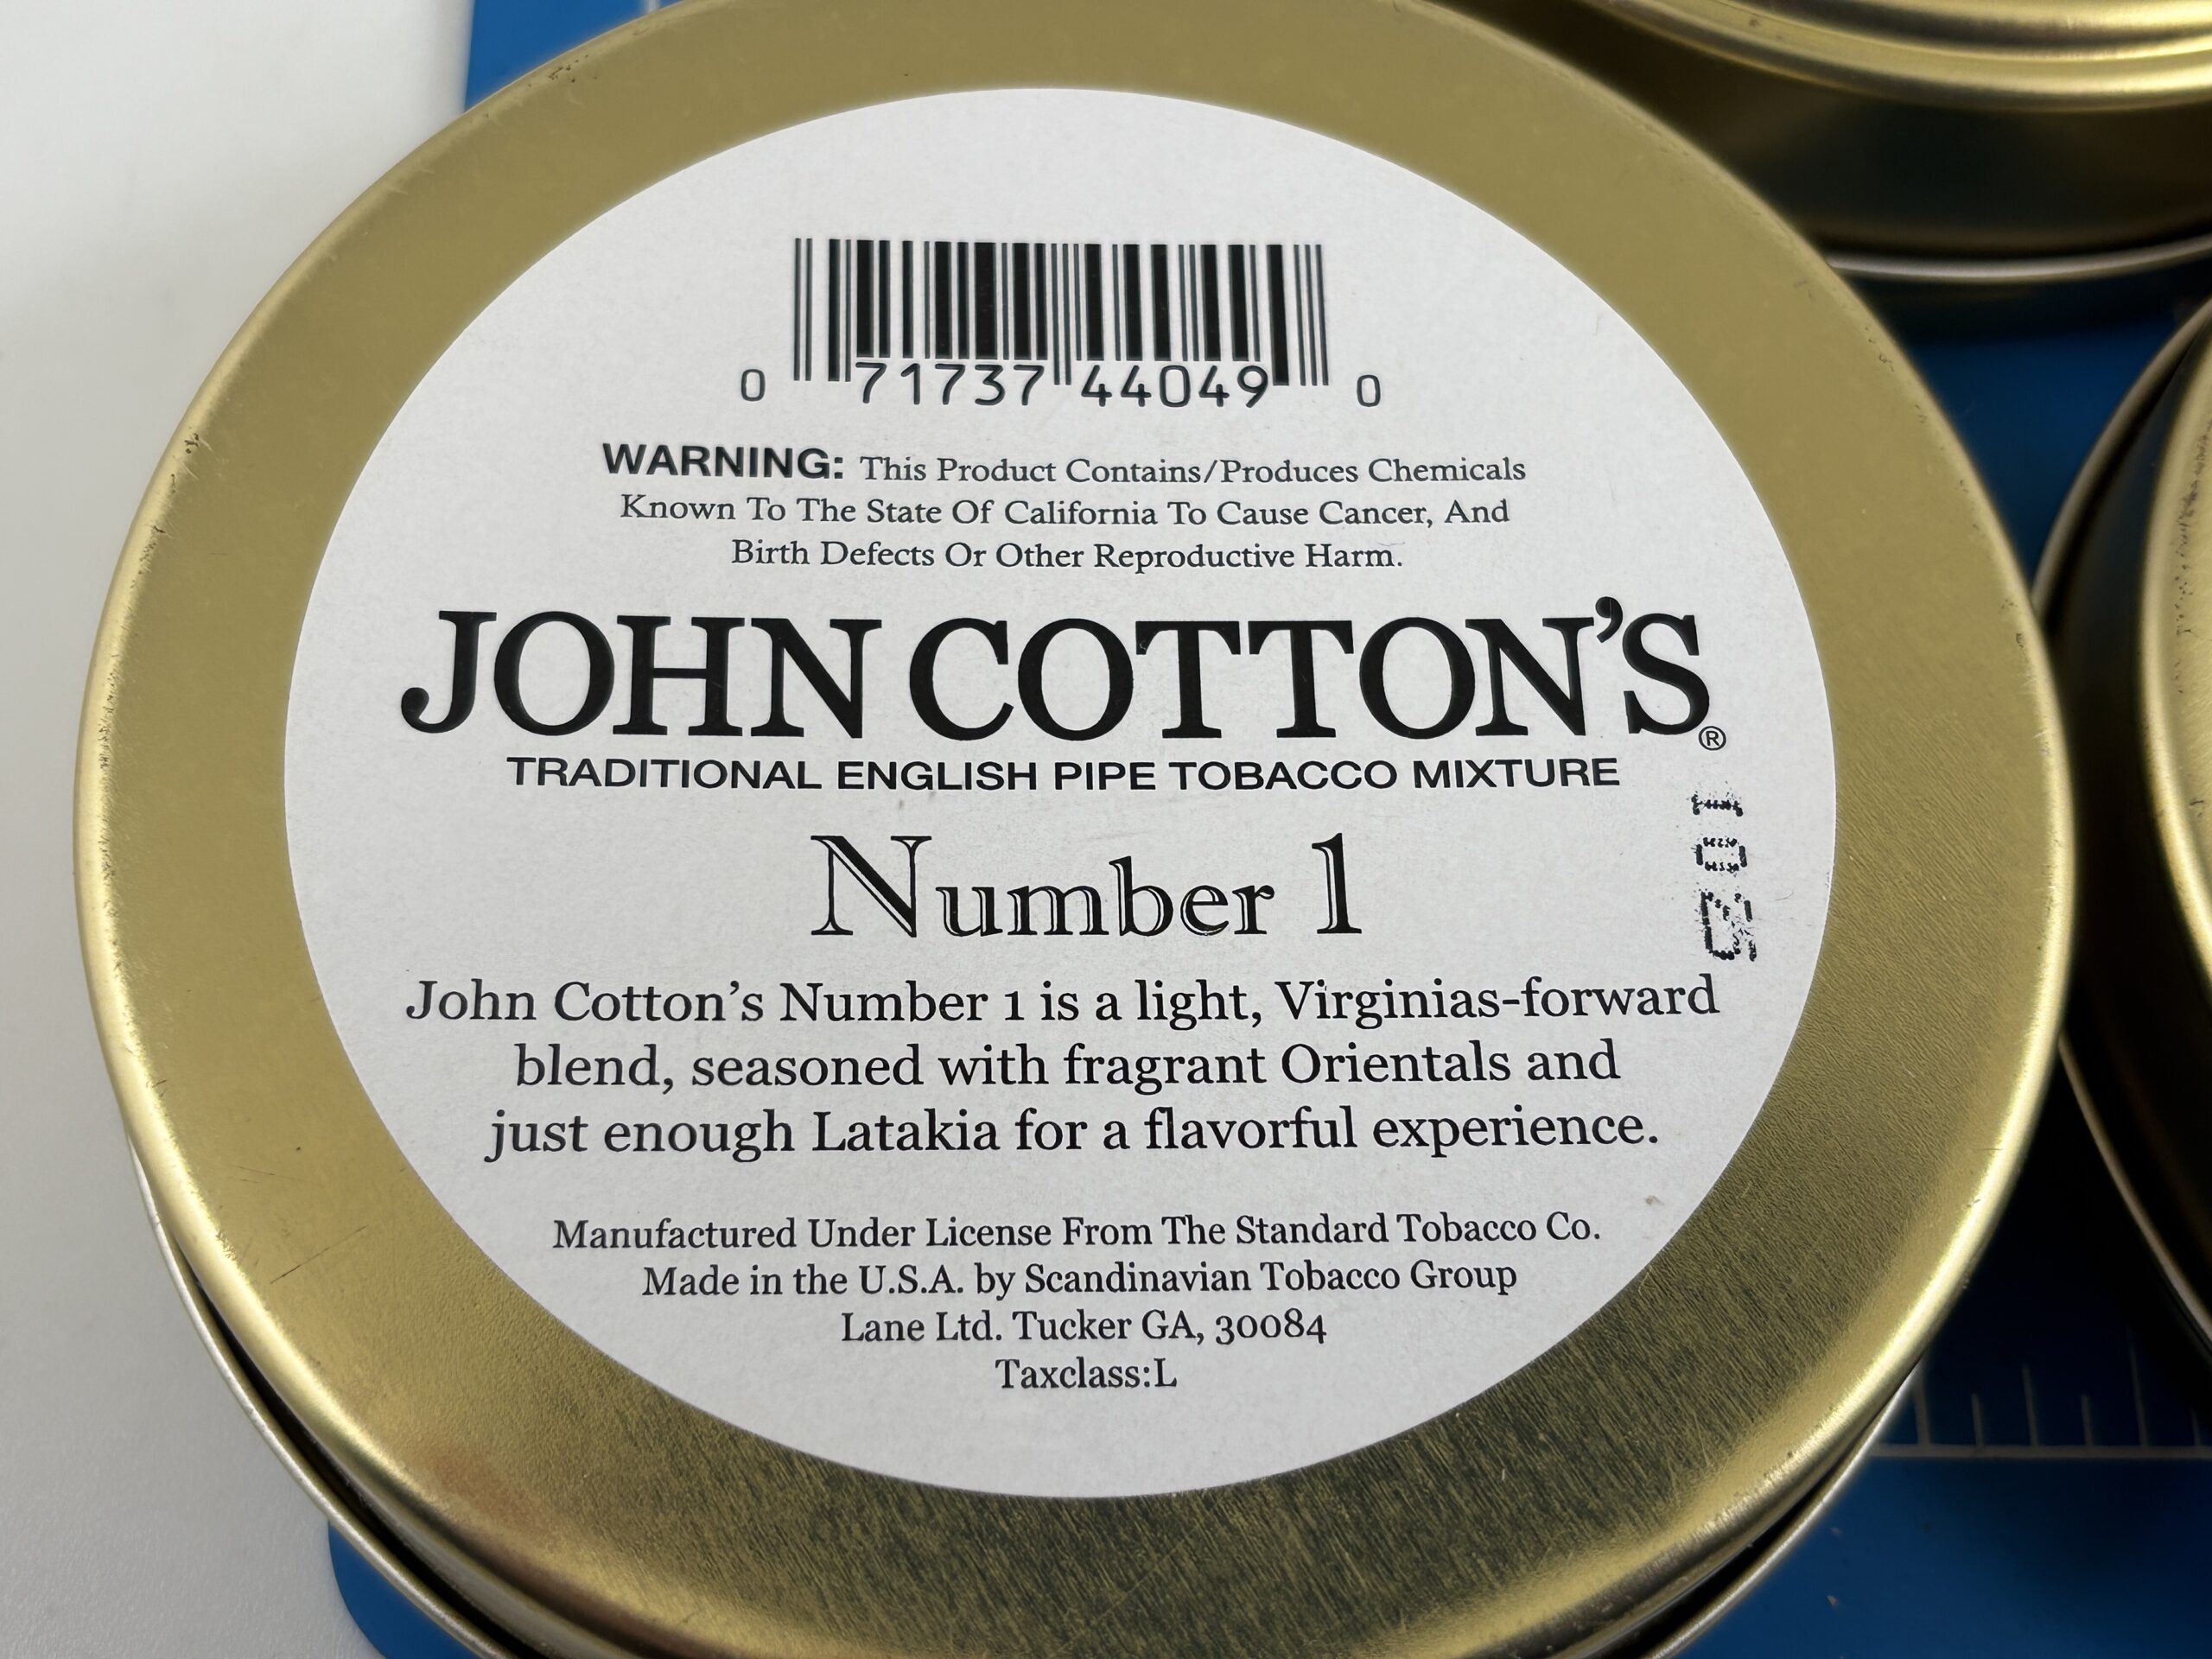 0 71737 44049 0
WARNING: This Product Contains/Produces Chemicals
Known To The State Of California To Cause Cancer, And
Birth Defects Or Other Reproductive Harm.
JOHN COTTON'S®
TRADITIONAL ENGLISH PIPE TOBACCO MIXTURE
Number 1
John Cotton's Number 1 is a light, Virginias-forward
blend, seasoned with fragrant Orientals and
just enough Latakia for a flavorful experience.
Manufactured Under License From The Standard Tobacco Co.
Made in the U.S.A. by Scandinavian Tobacco Group
Lane Ltd. Tucker GA, 30084
Taxclass:L